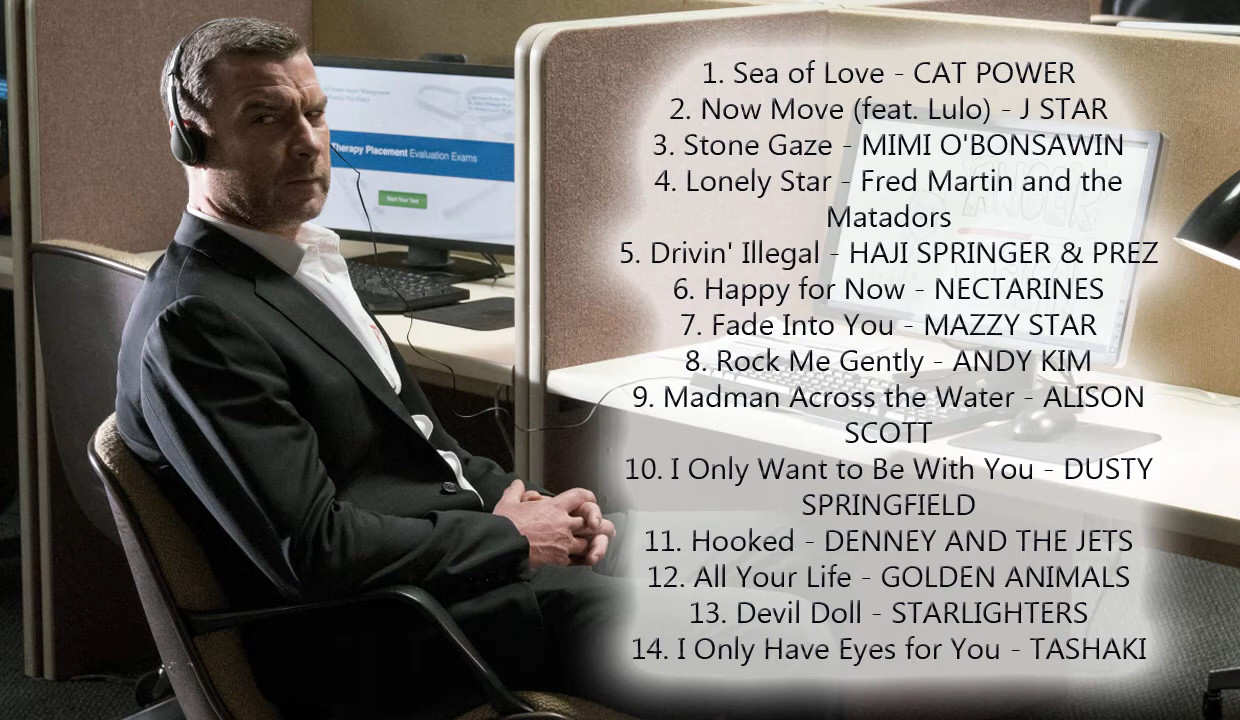 Therapy Placement Evaluation Exams
Start Your Test
1. Sea of Love - CAT POWER
2. Now Move (feat. Lulo) - J STAR
3. Stone Gaze - MIMI O'BONSAWIN
4. Lonely Star - Fred Martin and the
Matadors
5. Drivin' Illegal - HAJI SPRINGER & PREZ
6. Happy for Now - NECTARINES
7. Fade Into You - MAZZY STAR
8. Rock Me Gently - ANDY KIM
9. Madman Across the Water - ALISON
SCOTT
10. I Only Want to Be With You - DUSTY
SPRINGFIELD
11. Hooked - DENNEY AND THE JETS
12. All Your Life - GOLDEN ANIMALS
13. Devil Doll - STARLIGHTERS
14. I Only Have Eyes for You - TASHAKI